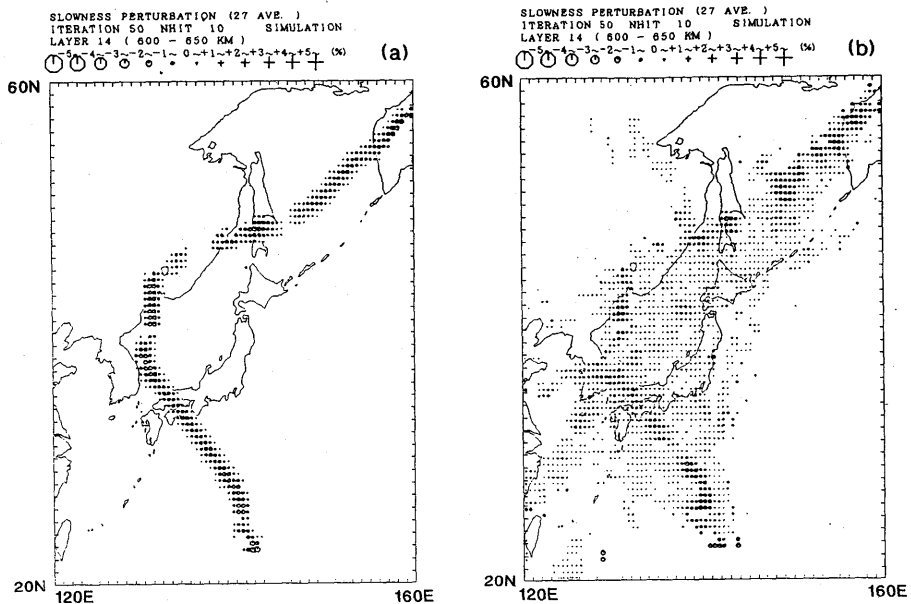 SLOWNESS PERTURBATION (27 AVE. )
ITERATION 50 NHIT 10 SIMULATION
LAYER 14 ( 600 - 650 KM )
-5~-4~-3~-2~-1~ 0~+1~+2~+3~+4~+5~ (%)
(a)
60N
20N
120E
160E
SLOWNESS PERTURBATION (27 AVE. )
ITERATION 50 NHIT 10 SIMULATION
LAYER 14 ( 600 - 650 KM )
-5~-4~-3~-2~-1~ 0~+1~+2~+3~+4~+5~ (%)
(b)
60N
20N
120E
160E